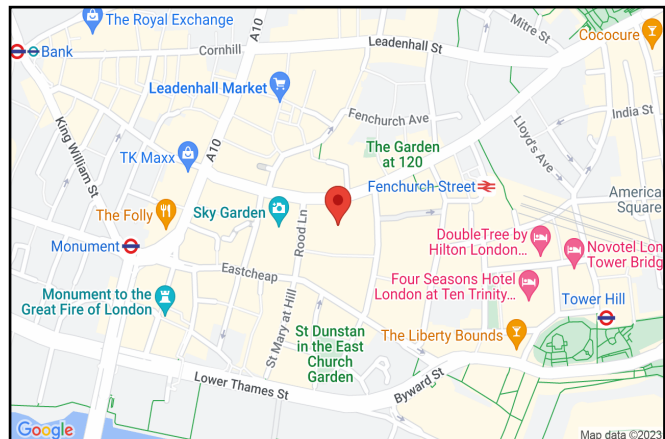 The Royal Exchange
A10
Mitre St
Cococure
Bank
Cornhill
Leadenhall St
Leadenhall Market
Fenchurch Ave
India St
King William St
Lloyd's Ave
TK Maxx
A10
The Garden
at 120
Fenchurch Street
American
Square
The Folly
Sky Garden
Rood Ln
Monument
DoubleTree by
Hilton London...
Novotel Lon
Tower Bridg
Eastcheap
Four Seasons Hotel
London at Ten Trinity...
Monument to the
Great Fire of London
St Mary at Hill
Tower Hill
St Dunstan
in the East
Church
Garden
The Liberty Bounds
Lower Thames St
Byward St
Google
Map data ©2023